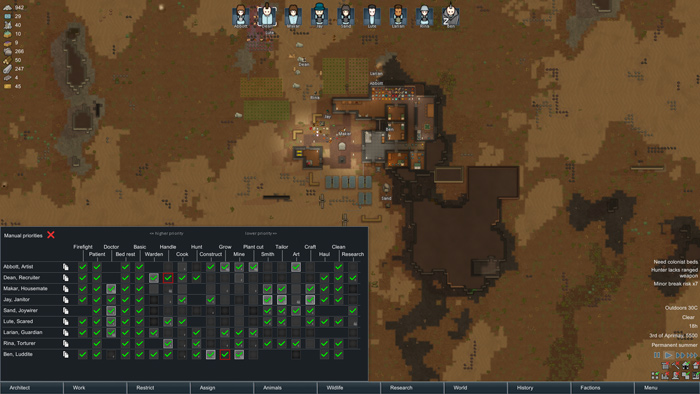 942
29
40
10
9
266
50
247
4
45
Manual priorities
<< Higher priority
Lower priority >>
Firefight Doctor Basic Handle Hunt Grow Plant cut Tailor Craft Clean
Patient Bed rest Warden Cook Construct Mine Smith Art Haul Research
Abbott, Artist
Dean, Recruiter
Makar, Housemate
Jay, Janitor
Sand, Joywirer
Lute, Scared
Larian, Guardian
Rina, Torturer
Ben, Luddite
Need colonist beds
Hunter lacks ranged
weapon
Minor break risk x7
Outdoors 30C
Clear
18h
3rd of Aprimay, 5500
Permanent summer
Architect Work Restrict Assign Animals Wildlife Research World History Factions Menu